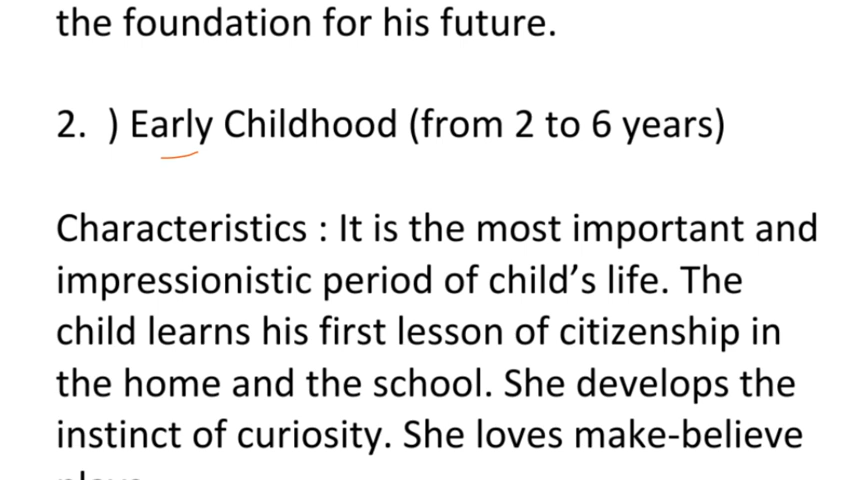 the foundation for his future.
2. ) Early Childhood (from 2 to 6 years)
Characteristics : It is the most important and
impressionistic period of child’s life. The
child learns his first lesson of citizenship in
the home and the school. She develops the
instinct of curiosity. She loves make-believe